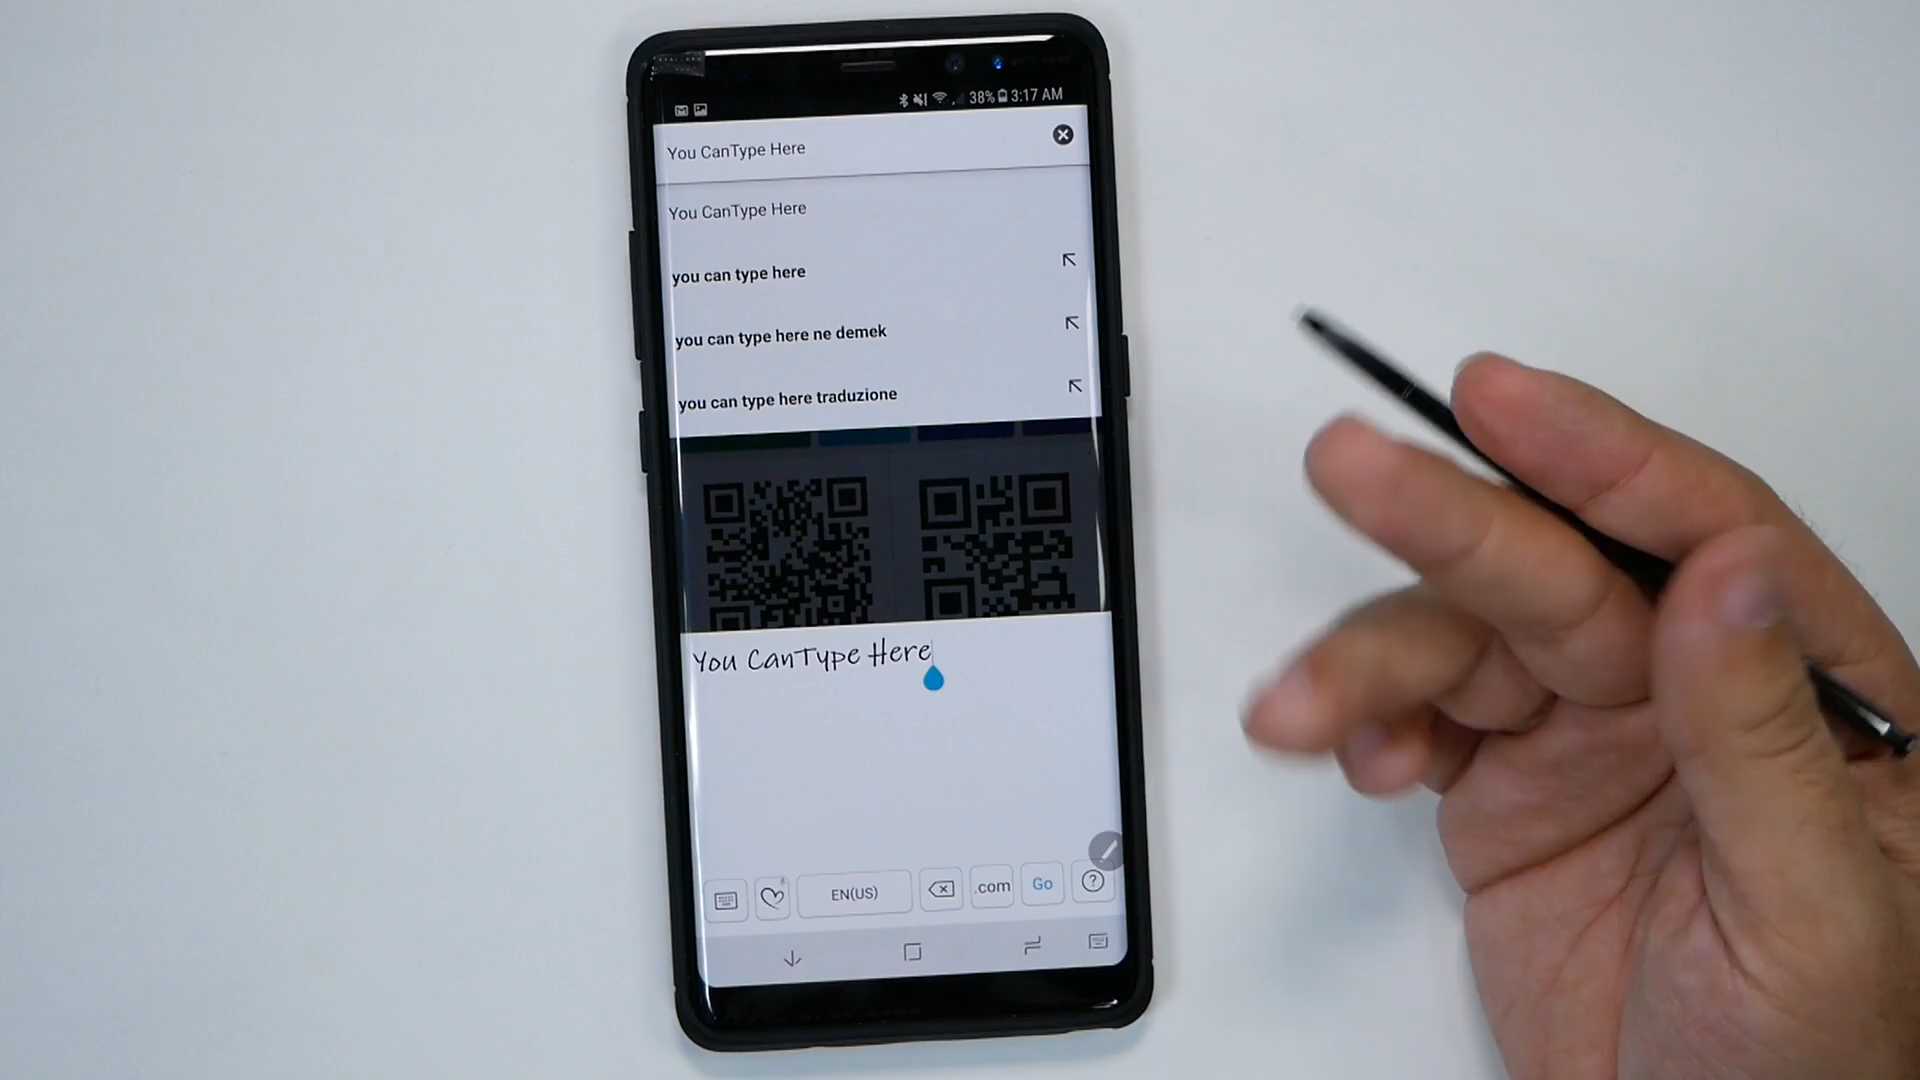 38% 3:17 AM
You CanType Here
You CanType Here
you can type here
you can type here ne demek
you can type here traduzione
You CanType Here
EN(US) .com Go ?